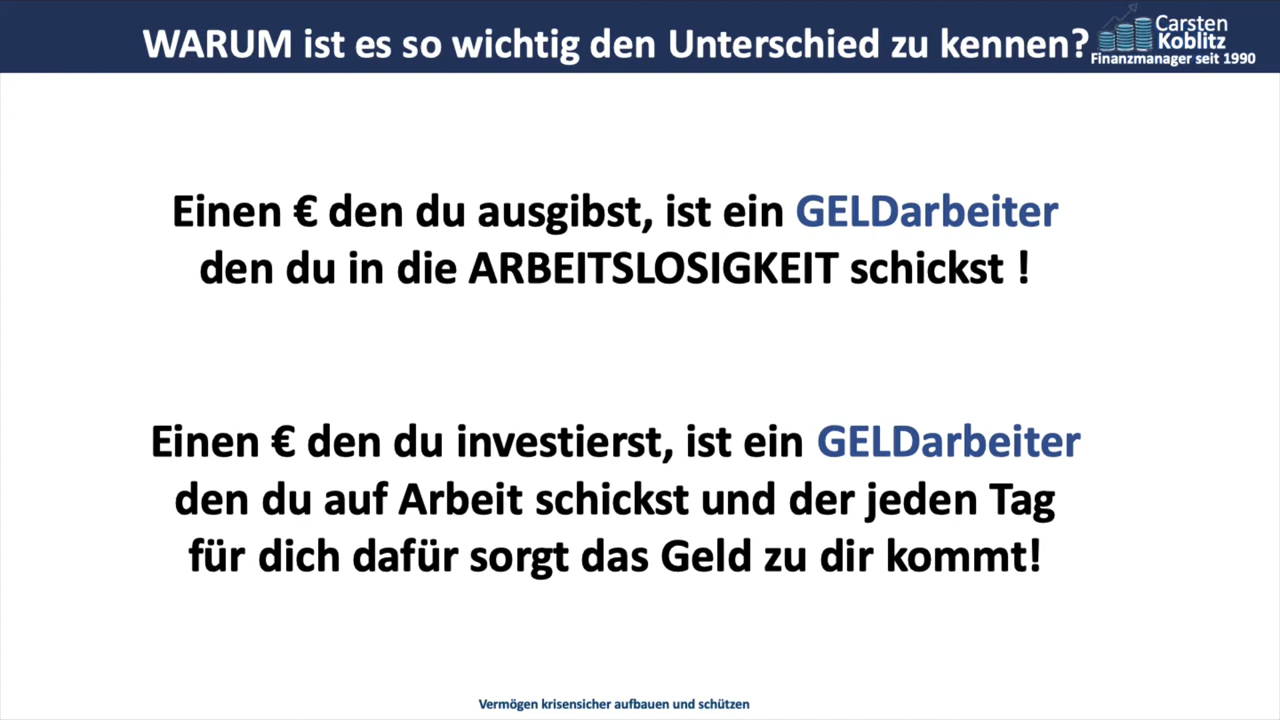 WARUM ist es so wichtig den Unterschied zu kennen?
Carsten
Koblitz
Finanzmanager seit 1990
Einen € den du ausgibst, ist ein GELDarbeiter
den du in die ARBEITSLOSIGKEIT schickst !
Einen € den du investierst, ist ein GELDarbeiter
den du auf Arbeit schickst und der jeden Tag
für dich dafür sorgt das Geld zu dir kommt!
Vermögen krisensicher aufbauen und schützen